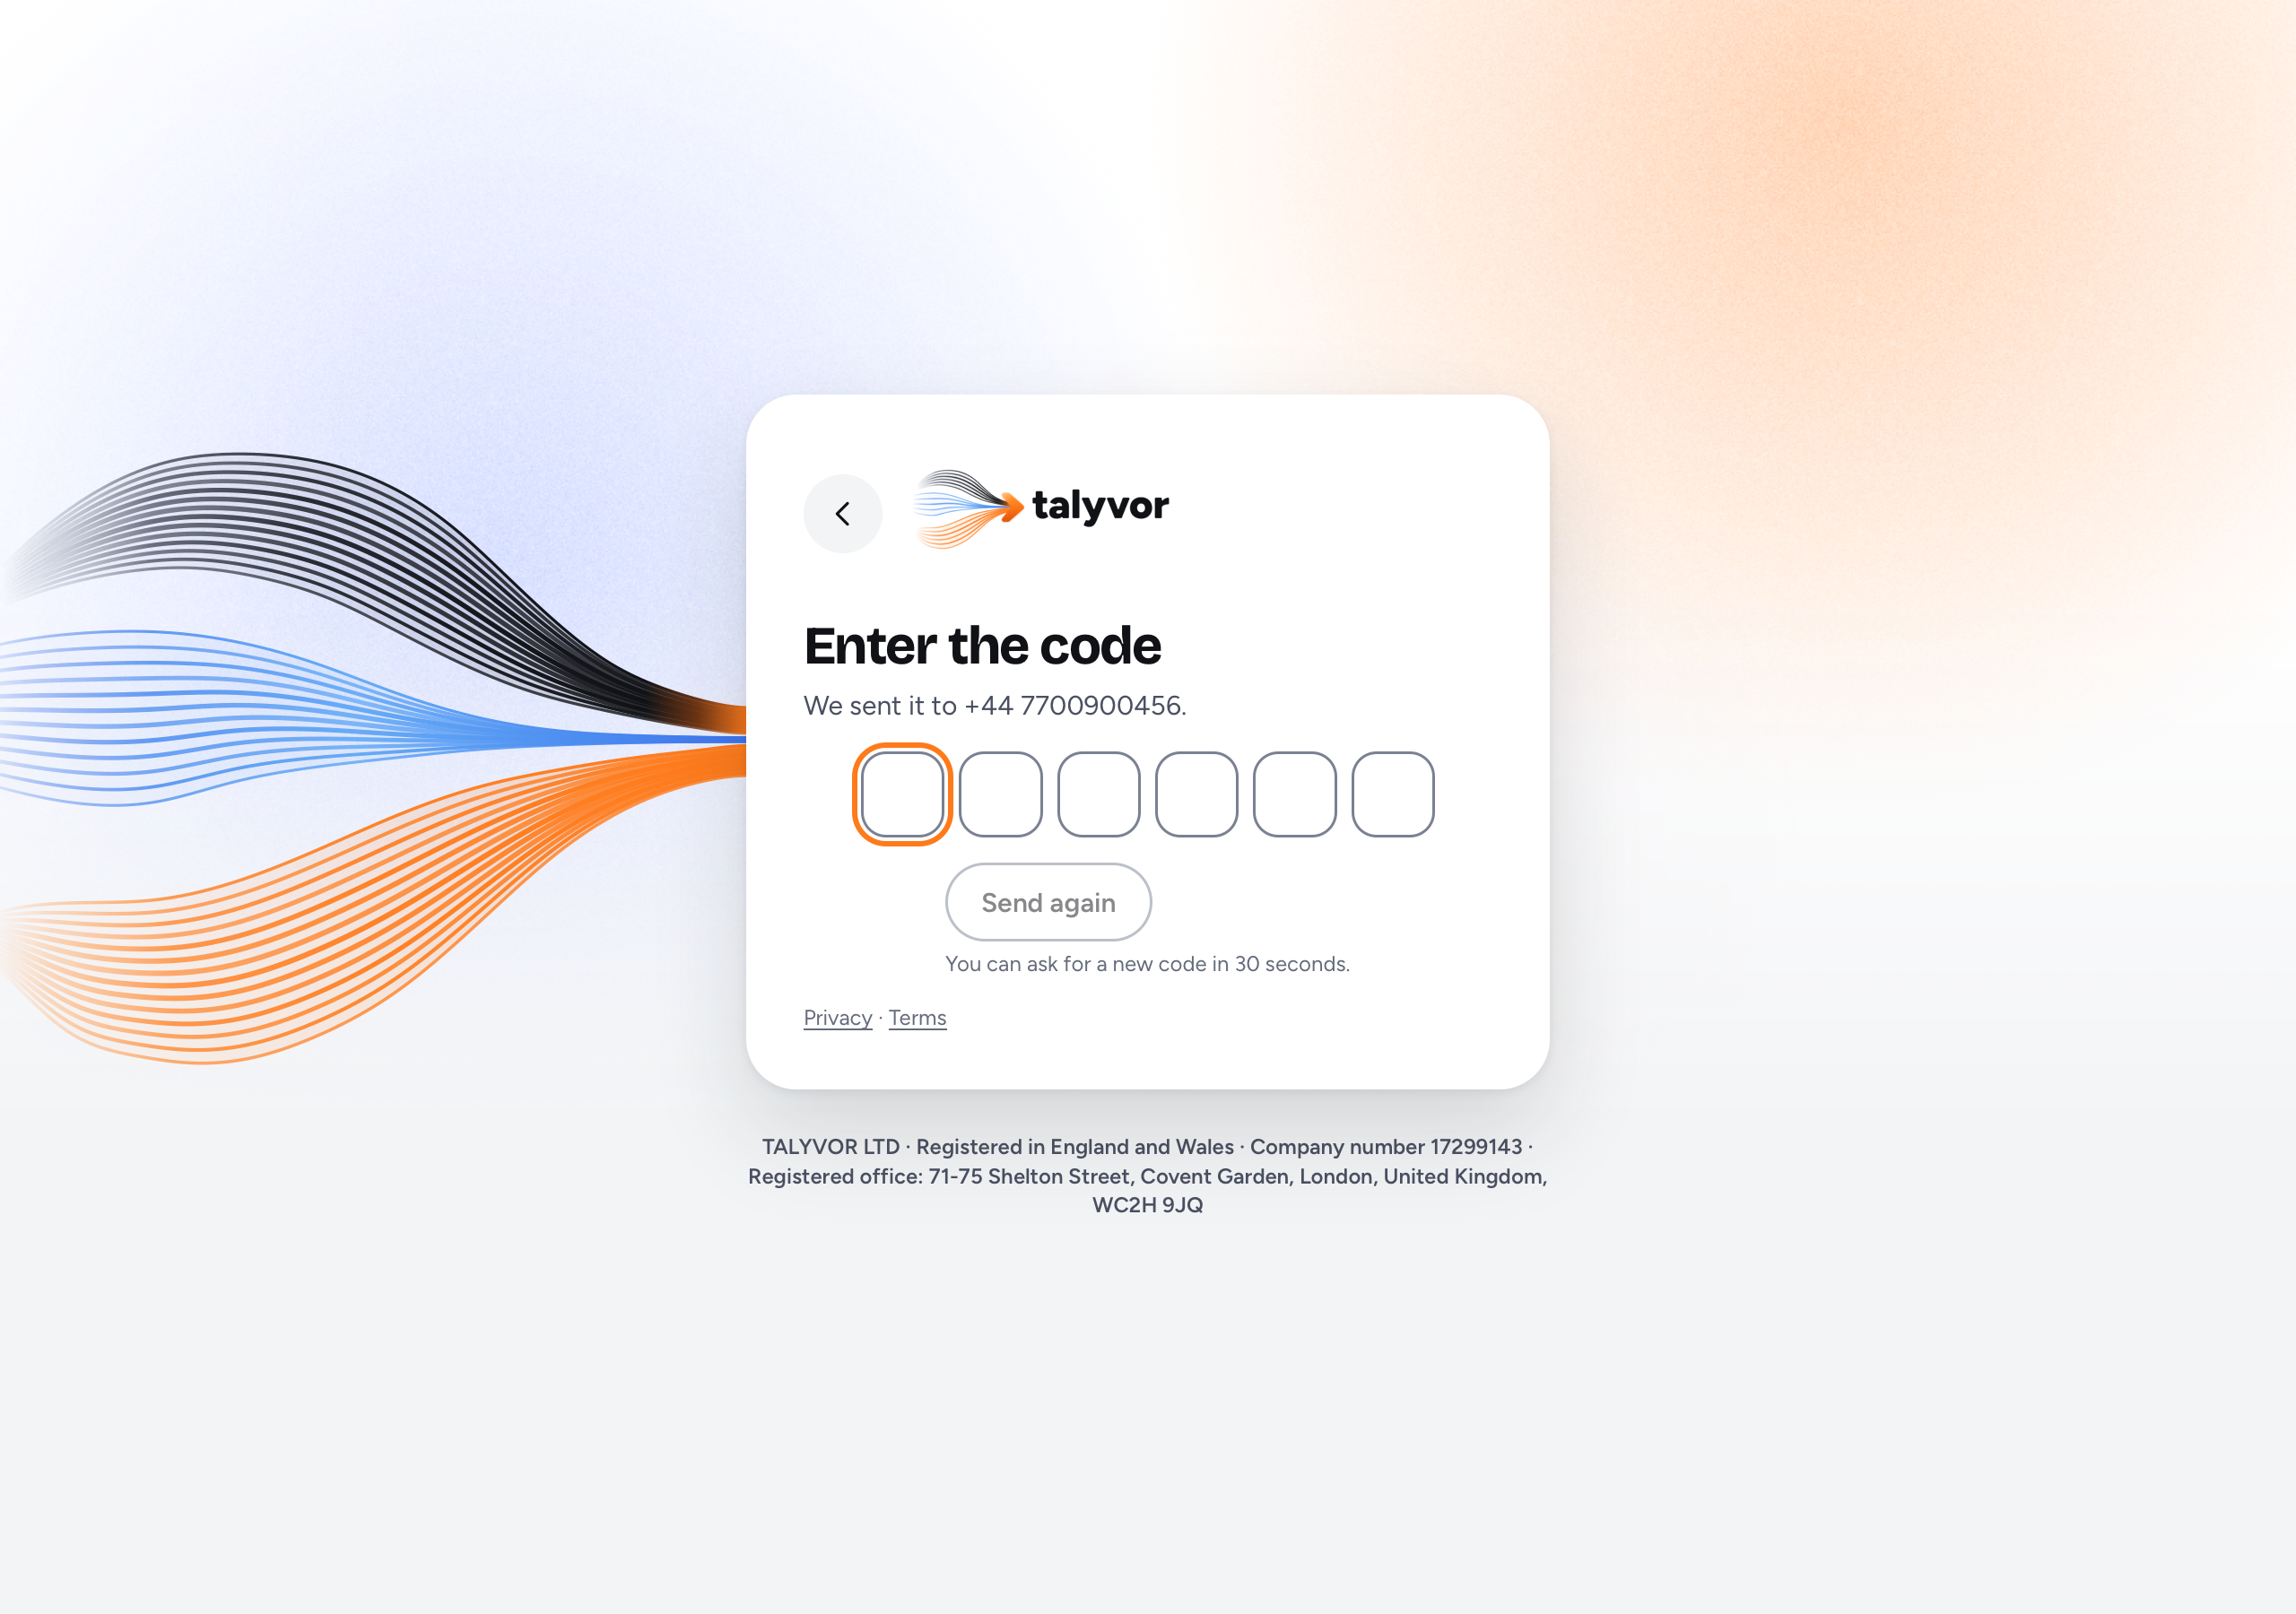 talyvor
Enter the code
We sent it to +44 7700900456.
Send again
You can ask for a new code in 30 seconds.
Privacy · Terms
TALYVOR LTD · Registered in England and Wales · Company number 17299143 ·
Registered office: 71-75 Shelton Street, Covent Garden, London, United Kingdom,
WC2H 9JQ